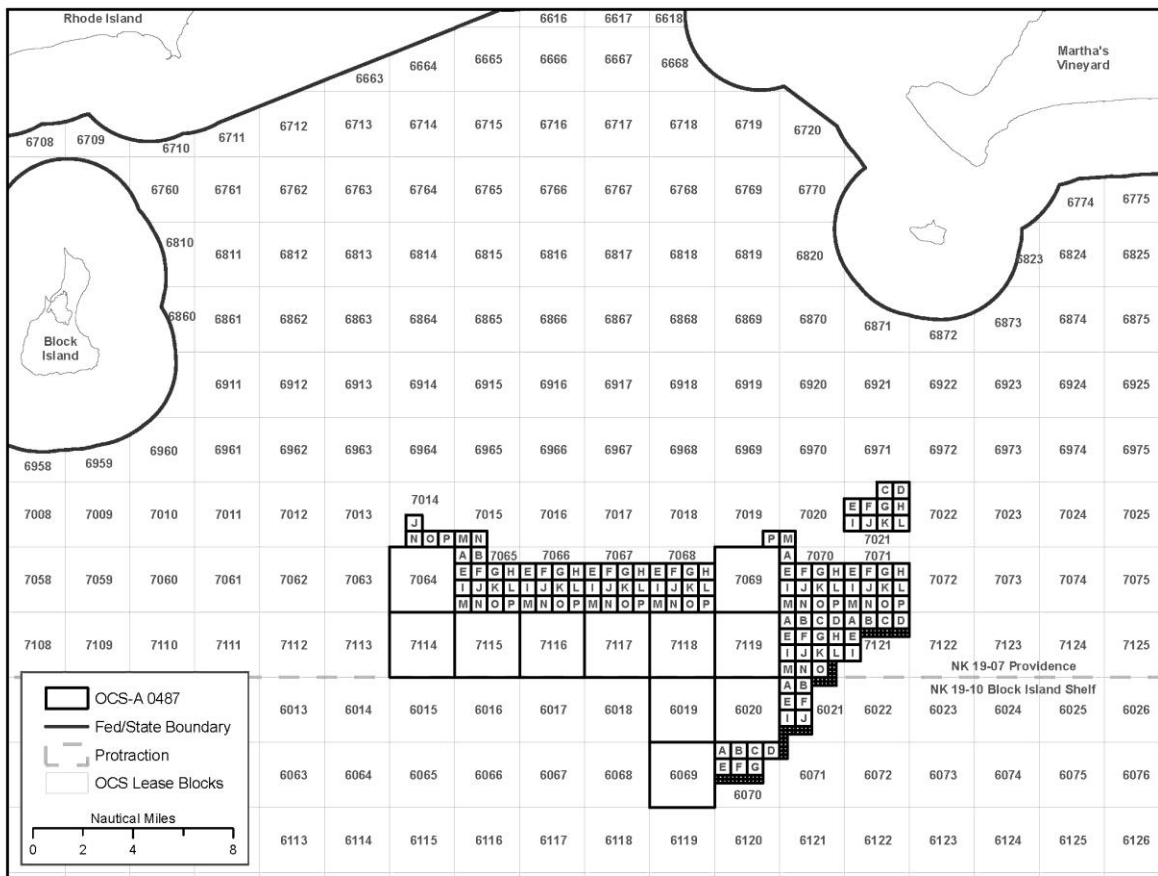 Rhode Island 6616 6617 6618
Martha's
Vineyard
6663 6664 6665 6666 6667 6668
6708 6709 6710 6711 6712 6713 6714 6715 6716 6717 6718 6719 6720
6760 6761 6762 6763 6764 6765 6766 6767 6768 6769 6770 6774 6775
6810 6811 6812 6813 6814 6815 6816 6817 6818 6819 6820 6823 6824 6825
6860 6861 6862 6863 6864 6865 6866 6867 6868 6869 6870 6871 6872 6873 6874 6875
Block
Island
6911 6912 6913 6914 6915 6916 6917 6918 6919 6920 6921 6922 6923 6924 6925
6958 6959 6960 6961 6962 6963 6964 6965 6966 6967 6968 6969 6970 6971 6972 6973 6974 6975
C D
7014 E F G H
7008 7009 7010 7011 7012 7013 7015 7016 7017 7018 7019 7020 7022 7023 7024 7025
J I J K L
N O P M N P M 7021
A B 7065 7066 7067 7068 A 7070 7071
E F G H E F G H E F G H E F G H E F G H E F G H
7058 7059 7060 7061 7062 7063 7064 7069 7072 7073 7074 7075
I J K L I J K L I J K L I J K L I J K L I J K L
M N O P M N O P M N O P M N O P M N O P M N O P
A B C D A B C D
E F G H E
7108 7109 7110 7111 7112 7113 7114 7115 7116 7117 7118 7119 7121 7122 7123 7124 7125
I J K L I
M N O
NK 19-07 Providence
A B
NK 19-10 Block Island Shelf
E F
6013 6014 6015 6016 6017 6018 6019 6020 6021 6022 6023 6024 6025 6026
I J
A B C D
E F G
6063 6064 6065 6066 6067 6068 6069 6071 6072 6073 6074 6075 6076
6070
6113 6114 6115 6116 6117 6118 6119 6120 6121 6122 6123 6124 6125 6126
OCS-A 0487
Fed/State Boundary
Protraction
OCS Lease Blocks
Nautical Miles
0 2 4 8